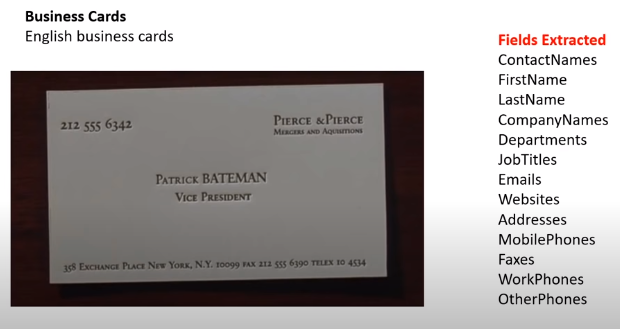 Business Cards
English business cards
212 555 6342
PIERCE & PIERCE
MERGERS AND AQUISITIONS
PATRICK BATEMAN
VICE PRESIDENT
358 EXCHANGE PLACE NEW YORK, N.Y. 10099 FAX 212 555 6390 TELEX 10 4534
Fields Extracted
ContactNames
FirstName
LastName
CompanyNames
Departments
JobTitles
Emails
Websites
Addresses
MobilePhones
Faxes
WorkPhones
OtherPhones